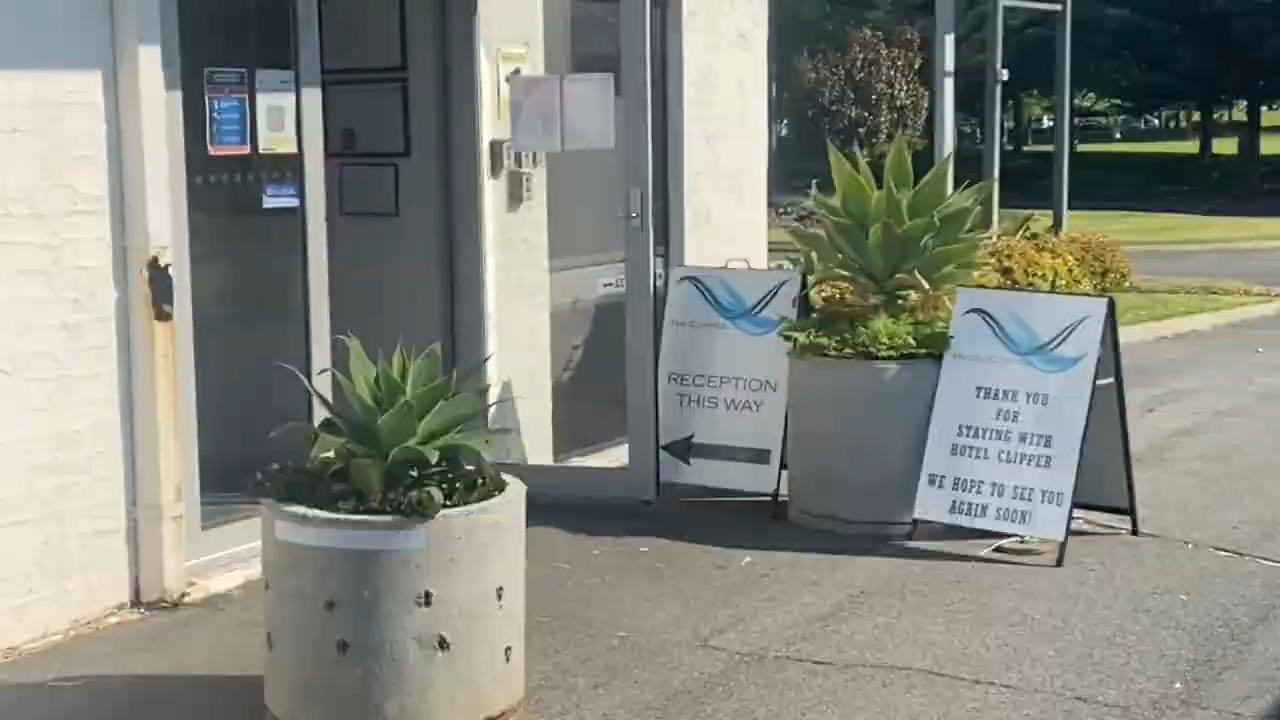 RECEPTION
THIS WAY
THANK YOU
FOR
STAYING WITH
HOTEL CLIPPER
WE HOPE TO SEE YOU
AGAIN SOON!